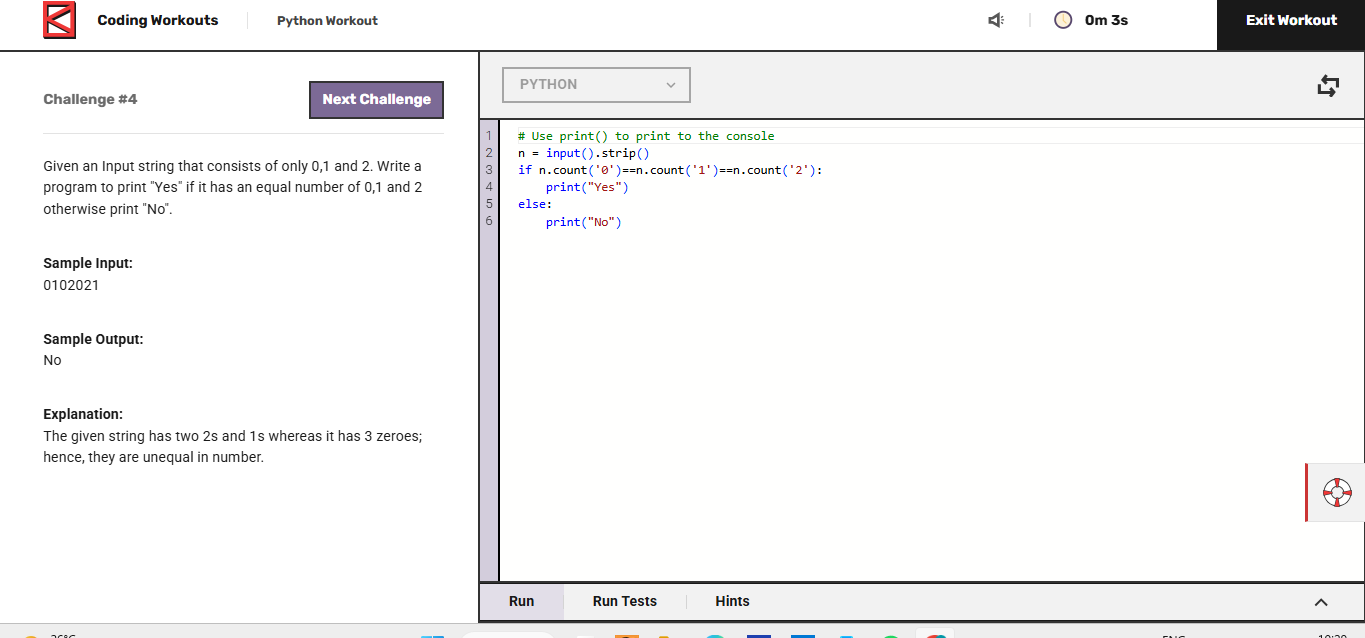 Coding Workouts
Python Workout
0m 3s
Exit Workout
Challenge #4
Next Challenge
Given an Input string that consists of only 0,1 and 2. Write a
program to print "Yes" if it has an equal number of 0,1 and 2
otherwise print "No".
Sample Input:
0102021
Sample Output:
No
Explanation:
The given string has two 2s and 1s whereas it has 3 zeroes;
hence, they are unequal in number.
PYTHON
1 # Use print() to print to the console
2 n = input().strip()
3 if n.count('0')==n.count('1')==n.count('2'):
4     print("Yes")
5 else:
6     print("No")
Run
Run Tests
Hints